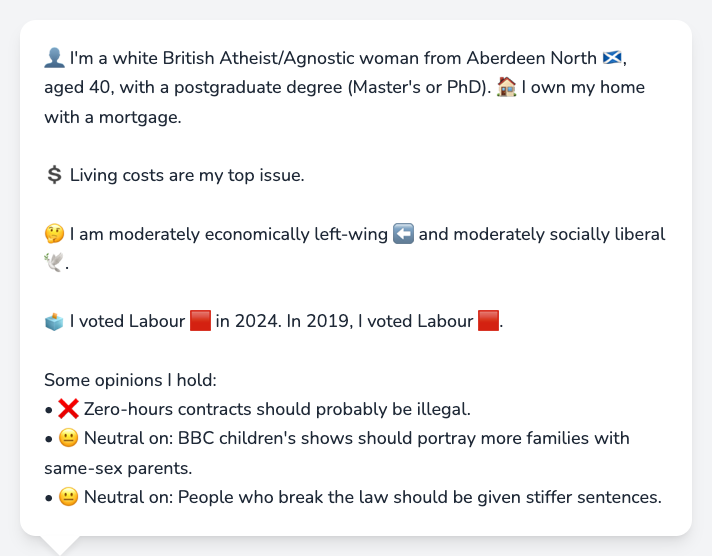 👤 I'm a white British Atheist/Agnostic woman from Aberdeen North 🏴󠁧󠁢󠁳󠁣󠁴󠁿,
aged 40, with a postgraduate degree (Master's or PhD). 🏠 I own my home
with a mortgage.
💲 Living costs are my top issue.
🤔 I am moderately economically left-wing ⬅️ and moderately socially liberal
🕊️.
🗳️ I voted Labour 🟥 in 2024. In 2019, I voted Labour 🟥.
Some opinions I hold:
• ❌ Zero-hours contracts should probably be illegal.
• 😐 Neutral on: BBC children's shows should portray more families with
same-sex parents.
• 😐 Neutral on: People who break the law should be given stiffer sentences.